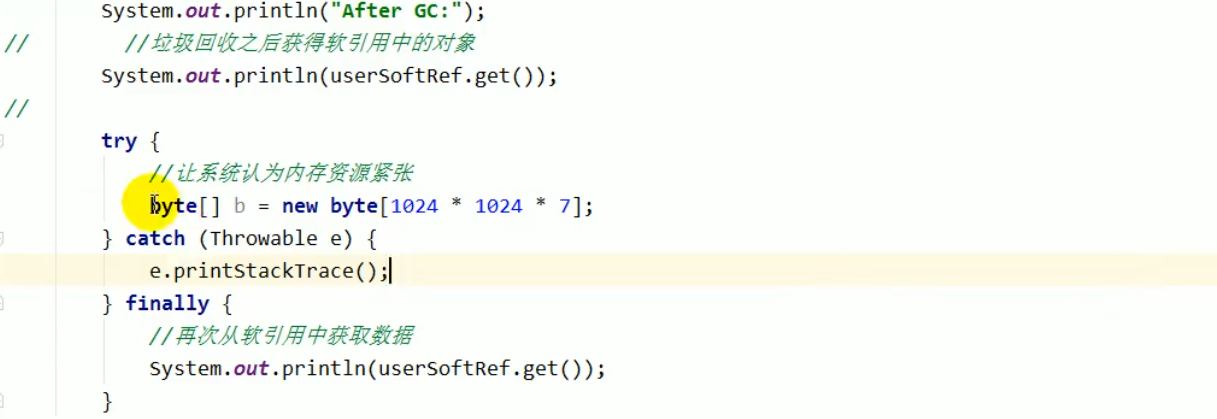 System.out.println("After GC:");
// //垃圾回收之后获得软引用中的对象
System.out.println(userSoftRef.get());
//
try {
//让系统认为内存资源紧张
byte[] b = new byte[1024 * 1024 * 7];
} catch (Throwable e) {
e.printStackTrace();
} finally {
//再次从软引用中获取数据
System.out.println(userSoftRef.get());
}